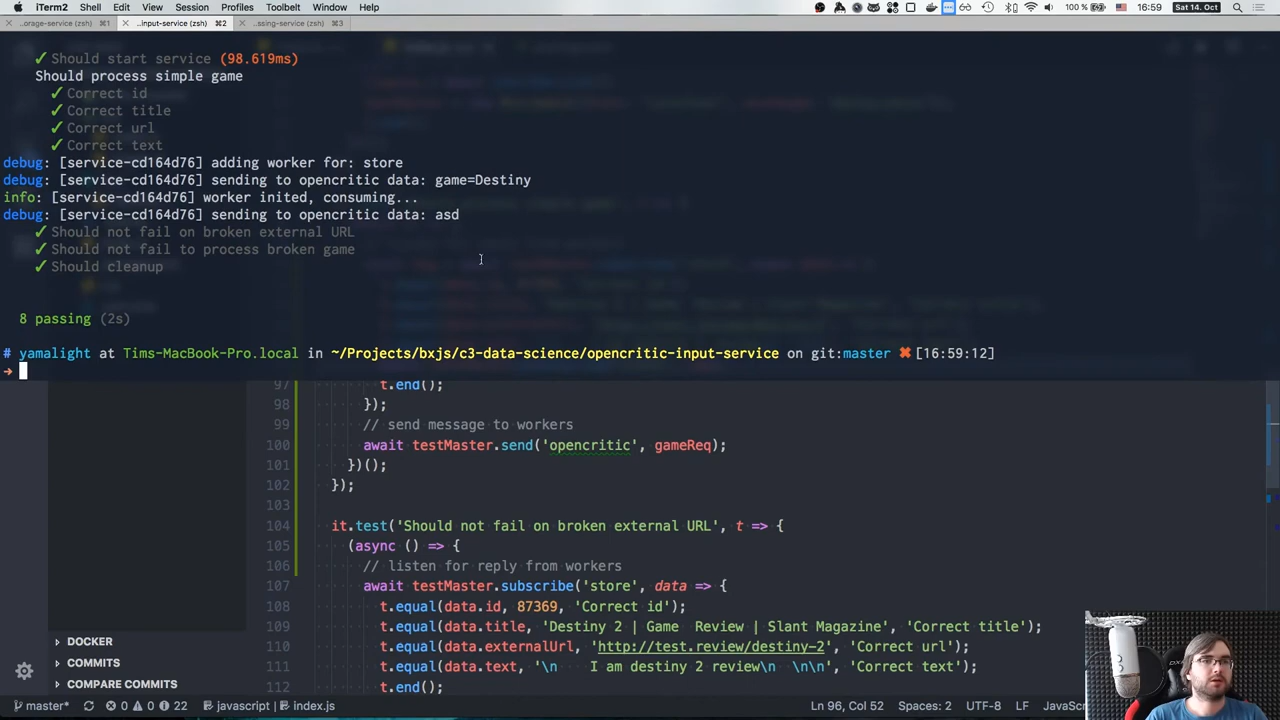 iTerm2 Shell Edit View Session Profiles Toolbelt Window Help 100 % 16:59 Sat 14. Oct
..orage-service (zsh) ⌘1 ..input-service (zsh) ⌘2 ..ssing-service (zsh) ⌘3
✓ Should start service (98.619ms)
Should process simple game
✓ Correct id
✓ Correct title
✓ Correct url
✓ Correct text
debug: [service-cd164d76] adding worker for: store
debug: [service-cd164d76] sending to opencritic data: game=Destiny
info: [service-cd164d76] worker inited, consuming...
debug: [service-cd164d76] sending to opencritic data: asd
✓ Should not fail on broken external URL
✓ Should not fail to process broken game
✓ Should cleanup
8 passing (2s)
# yamalight at Tims-MacBook-Pro.local in ~/Projects/bxjs/c3-data-science/opencritic-input-service on git:master ✖ [16:59:12]
→
97 t.end();
98 });
99 // send message to workers
100 await testMaster.send('opencritic', gameReq);
101 })();
102 });
103
104 it.test('Should not fail on broken external URL', t => {
105 (async () => {
106 // listen for reply from workers
107 await testMaster.subscribe('store', data => {
108 t.equal(data.id, 87369, 'Correct id');
109 t.equal(data.title, 'Destiny 2 | Game  Review | Slant Magazine', 'Correct title');
110 t.equal(data.externalUrl, 'http://test.review/destiny-2', 'Correct url');
111 t.equal(data.text, '\n    I am destiny 2 review\n  \n\n', 'Correct text');
112 t.end();
DOCKER
COMMITS
COMPARE COMMITS
master* 0 0 22 javascript | index.js Ln 96, Col 52 Spaces: 2 UTF-8 LF JavaSc